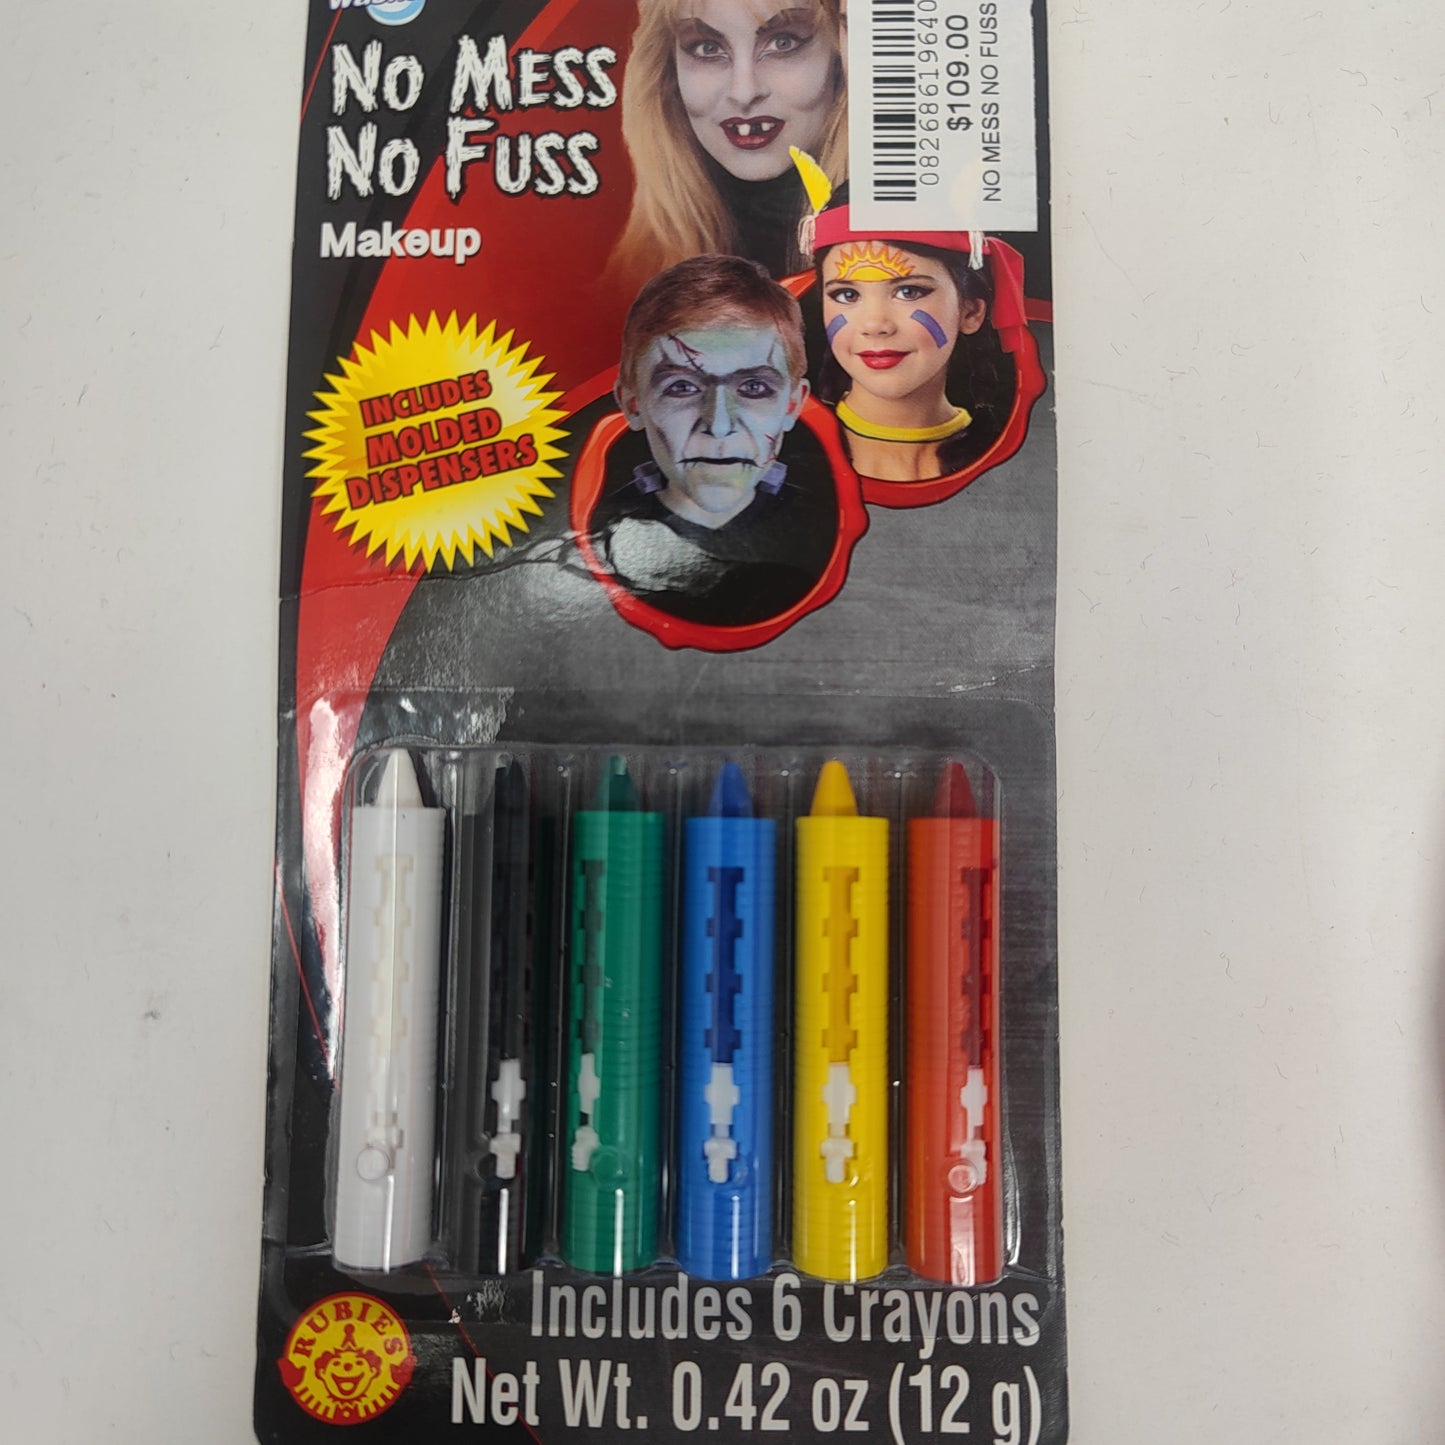 No Mess
No Fuss
Makeup
INCLUDES
MOLDED
DISPENSERS
08268619640
$109.00
NO MESS NO FUSS
Includes 6 Crayons
Net Wt. 0.42 oz (12 g)
RUBIES